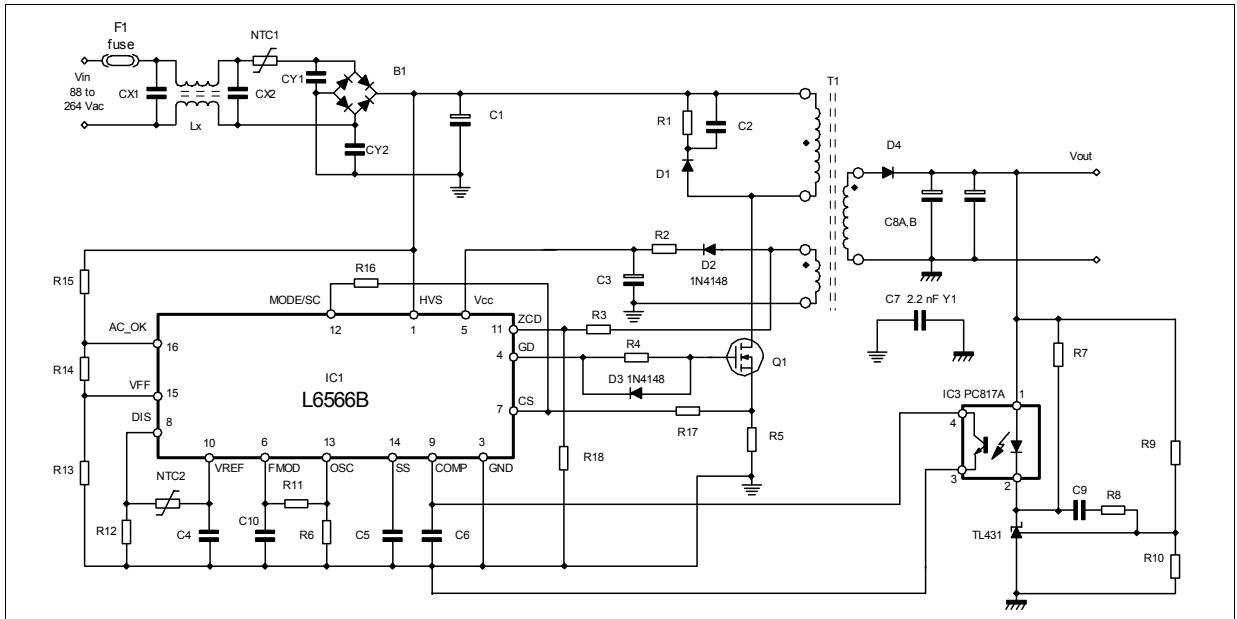 F1
fuse
NTC1
B1
T1
Vin
88 to
264 Vac
CX1
CX2
CY1
Lx
CY2
C1
R1
C2
D1
D4
Vout
C8A,B
R2
D2
1N4148
C3
C7 2.2 nF Y1
R15
R16
MODE/SC
HVS
Vcc
12
1
5
ZCD
11
R3
AC_OK
16
GD
4
R4
Q1
R7
R14
IC1
L6566B
D3 1N4148
VFF
15
IC3 PC817A
1
4
DIS
8
CS
7
R17
R5
R9
10
6
13
14
9
3
VREF
FMOD
OSC
SS
COMP
GND
R13
R18
3
2
NTC2
R11
C9
R8
R12
C4
C10
R6
C5
C6
TL431
R10